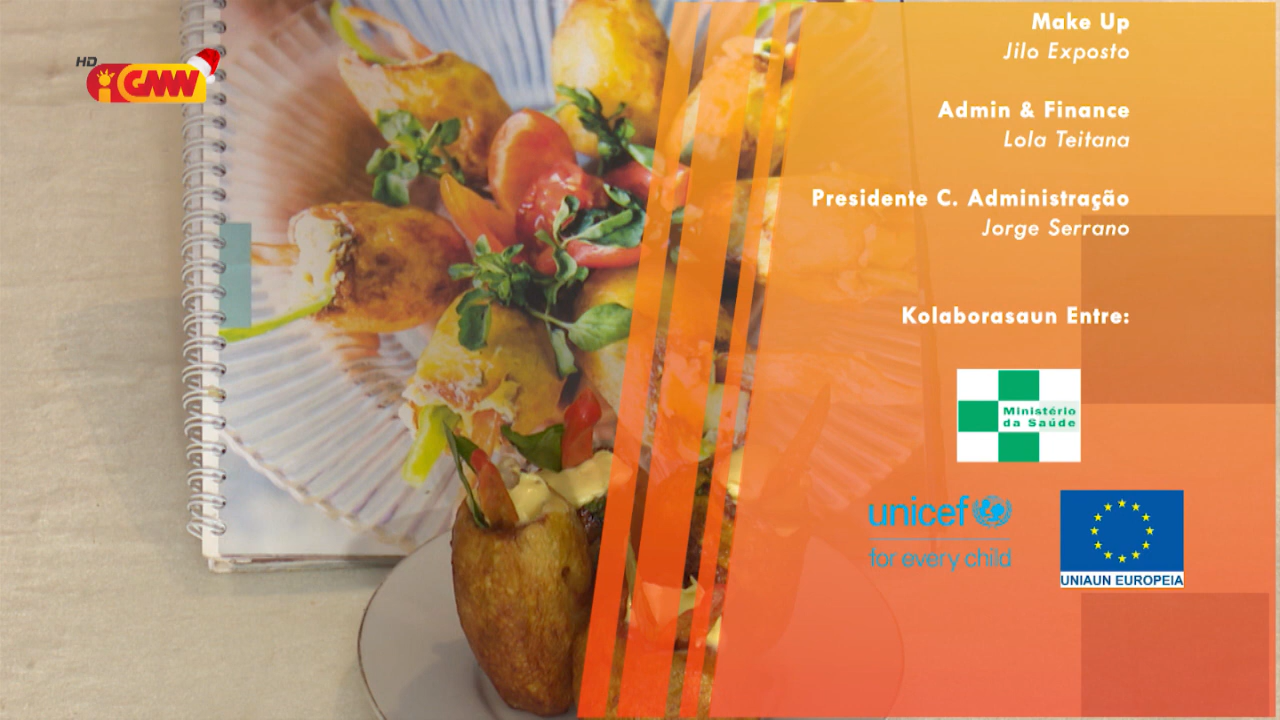 HD
GMN
Make Up
Jilo Exposto
Admin & Finance
Lola Teitana
Presidente C. Administração
Jorge Serrano
Kolaborasaun Entre:
Ministério
da Saúde
unicef
for every child
UNIAUN EUROPEIA